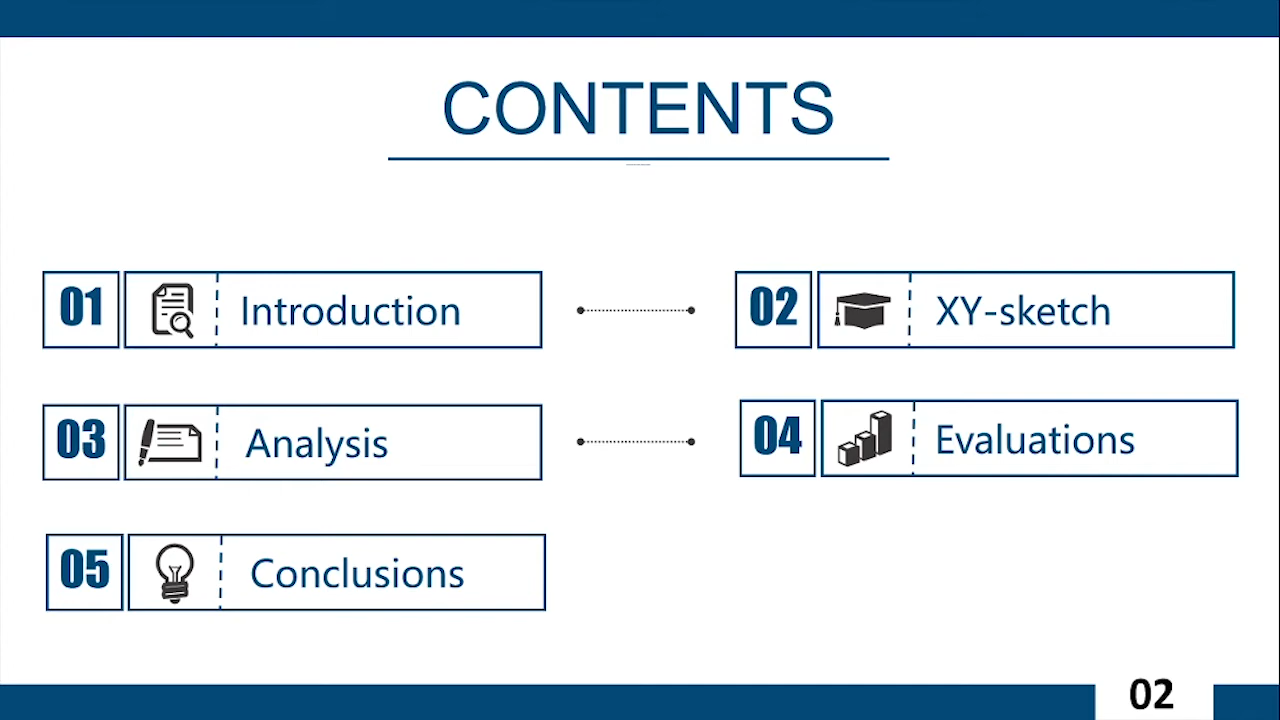 CONTENTS
01 Introduction
02 XY-sketch
03 Analysis
04 Evaluations
05 Conclusions
02